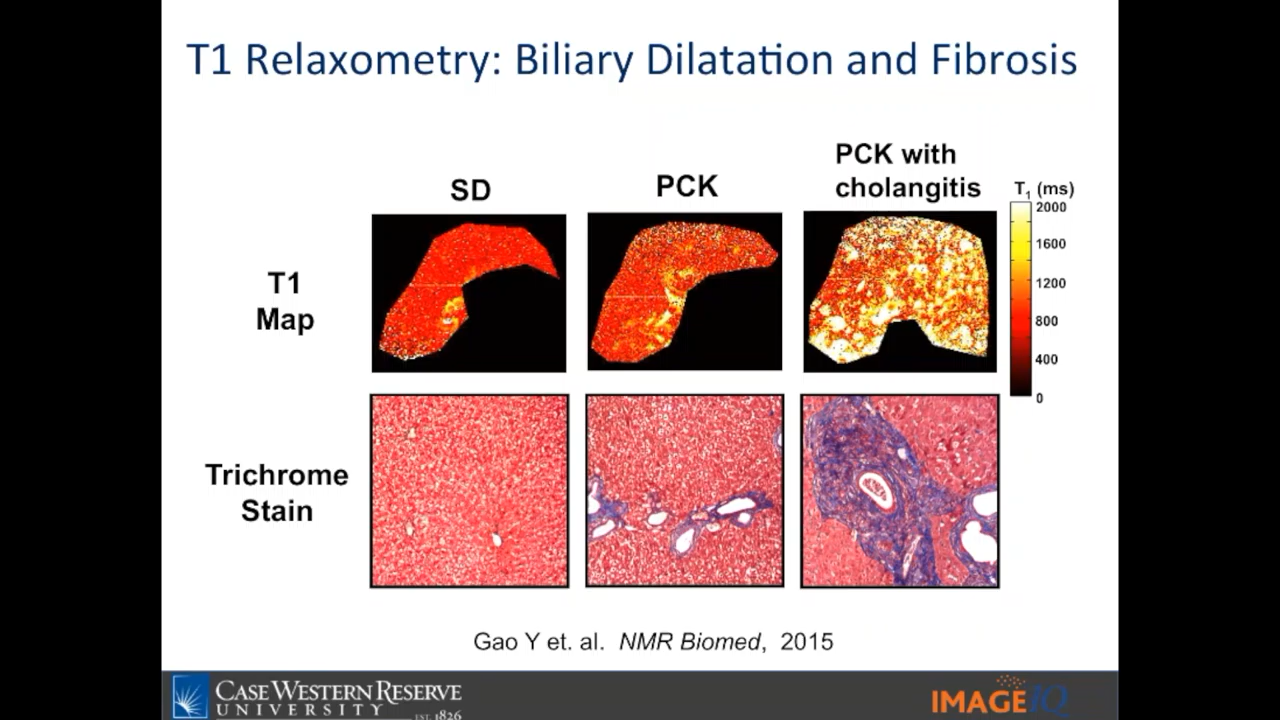 T1 Relaxometry: Biliary Dilatation and Fibrosis
SD
PCK
PCK with
cholangitis
T1 (ms)
2000
1600
1200
800
400
0
T1
Map
Trichrome
Stain
Gao Y et. al. NMR Biomed, 2015
CASE WESTERN RESERVE
UNIVERSITY EST. 1826
IMAGEIQ